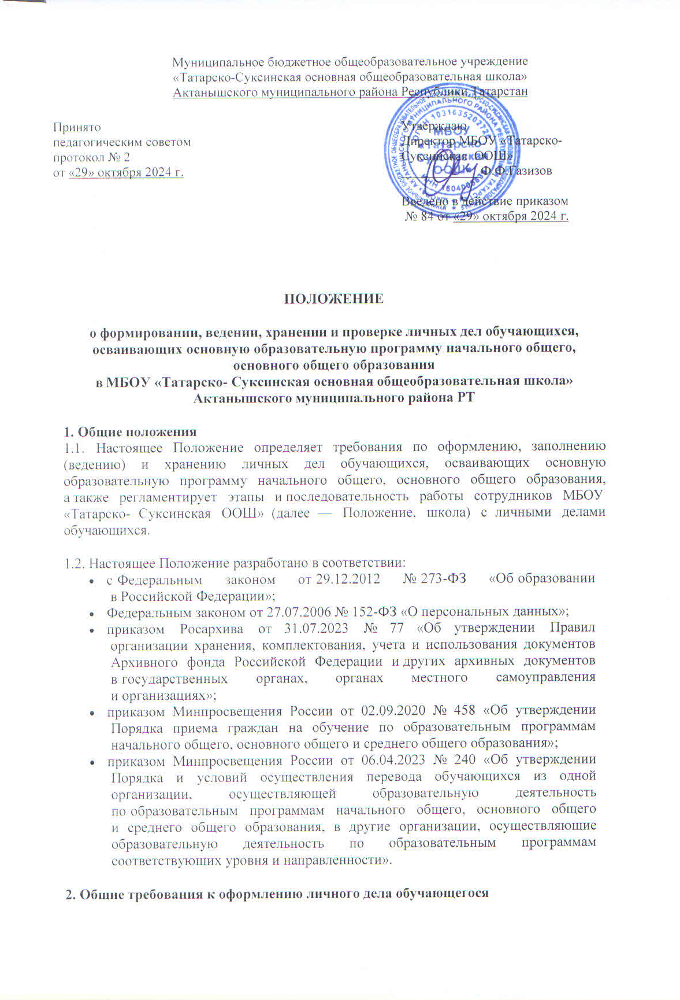 Муниципальное бюджетное общеобразовательное учреждение
«Татарско-Суксинская основная общеобразовательная школа»
Актанышского муниципального района Республики Татарстан
Принято
педагогическим советом
протокол № 2
от «29» октября 2024 г.
Утверждаю
Директор МБОУ «Татарско-
Суксинская ООШ»
Ф.Ф.Газизов
Введено в действие приказом
№ 84 от «29» октября 2024 г.
МБОУ
«Татарско-
Суксинская
ООШ»
ПОЛОЖЕНИЕ
о формировании, ведении, хранении и проверке личных дел обучающихся,
осваивающих основную образовательную программу начального общего,
основного общего образования
в МБОУ «Татарско- Суксинская основная общеобразовательная школа»
Актанышского муниципального района РТ
1. Общие положения
1.1. Настоящее Положение определяет требования по оформлению, заполнению
(ведению) и хранению личных дел обучающихся, осваивающих основную
образовательную программу начального общего, основного общего образования,
а также регламентирует этапы и последовательность работы сотрудников МБОУ
«Татарско- Суксинская ООШ» (далее — Положение, школа) с личными делами
обучающихся.
1.2. Настоящее Положение разработано в соответствии:
• с Федеральным законом от 29.12.2012 № 273-ФЗ «Об образовании
в Российской Федерации»;
• Федеральным законом от 27.07.2006 № 152-ФЗ «О персональных данных»;
• приказом Росархива от 31.07.2023 № 77 «Об утверждении Правил
организации хранения, комплектования, учета и использования документов
Архивного фонда Российской Федерации и других архивных документов
в государственных органах, органах местного самоуправления
и организациях»;
• приказом Минпросвещения России от 02.09.2020 № 458 «Об утверждении
Порядка приема граждан на обучение по образовательным программам
начального общего, основного общего и среднего общего образования»;
• приказом Минпросвещения России от 06.04.2023 № 240 «Об утверждении
Порядка и условий осуществления перевода обучающихся из одной
организации, осуществляющей образовательную деятельность
по образовательным программам начального общего, основного общего
и среднего общего образования, в другие организации, осуществляющие
образовательную деятельность по образовательным программам
соответствующих уровня и направленности».
2. Общие требования к оформлению личного дела обучающегося